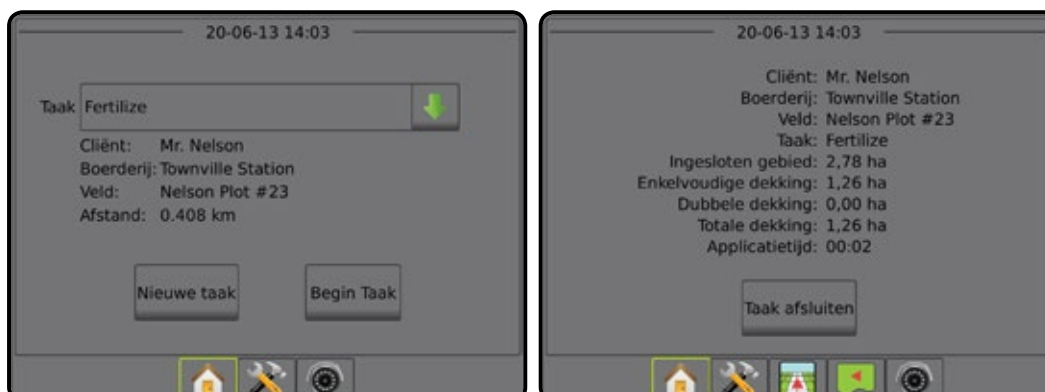 20-06-13 14:03
Taak Fertilize
Cliënt: Mr. Nelson
Boerderij: Townville Station
Veld: Nelson Plot #23
Afstand: 0.408 km
Nieuwe taak
Begin Taak
20-06-13 14:03
Cliënt: Mr. Nelson
Boerderij: Townville Station
Veld: Nelson Plot #23
Taak: Fertilize
Ingesloten gebied: 2,78 ha
Enkelvoudige dekking: 1,26 ha
Dubbele dekking: 0,00 ha
Totale dekking: 1,26 ha
Applicatietijd: 00:02
Taak afsluiten